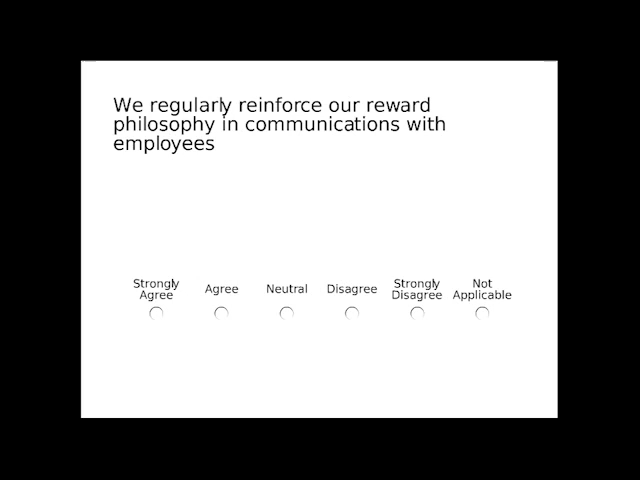 We regularly reinforce our reward
philosophy in communications with
employees
Strongly Agree
Agree
Neutral
Disagree
Strongly Disagree
Not Applicable